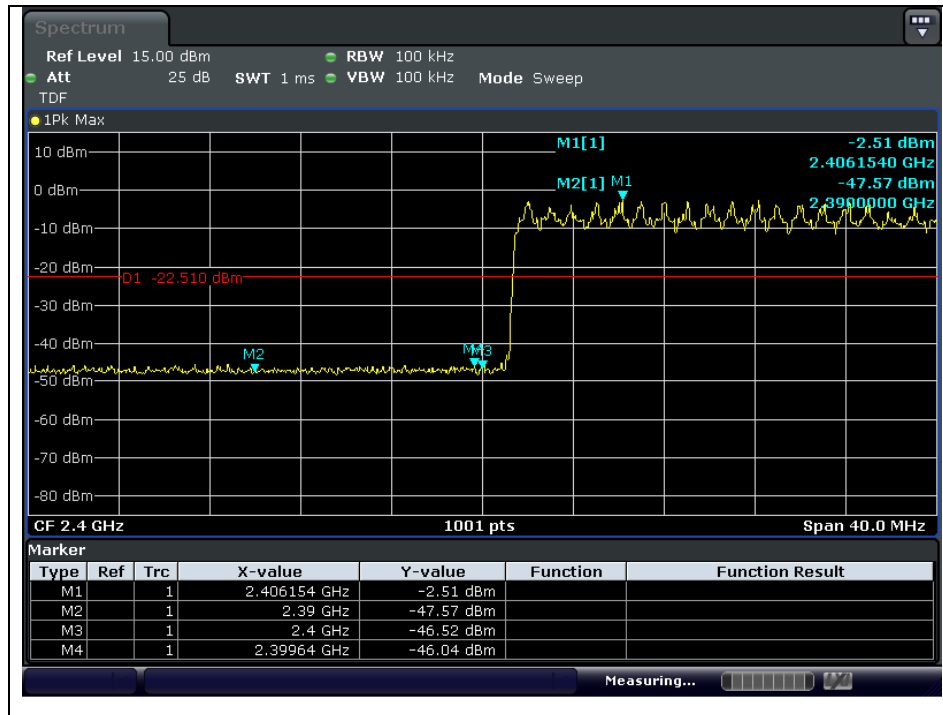 Spectrum
Ref Level 15.00 dBm RBW 100 kHz
Att 25 dB SWT 1 ms VBW 100 kHz Mode Sweep
TDF
1Pk Max
M1[1] -2.51 dBm
2.4061540 GHz
M2[1] -47.57 dBm
2.3900000 GHz
10 dBm
0 dBm
-10 dBm
-20 dBm
-30 dBm
-40 dBm
-50 dBm
-60 dBm
-70 dBm
-80 dBm
M1
D1 -22.510 dBm
M2
M4
M3
CF 2.4 GHz 1001 pts Span 40.0 MHz
Marker
Type Ref Trc X-value Y-value Function Function Result
M1 1 2.406154 GHz -2.51 dBm
M2 1 2.39 GHz -47.57 dBm
M3 1 2.4 GHz -46.52 dBm
M4 1 2.39964 GHz -46.04 dBm
Measuring...